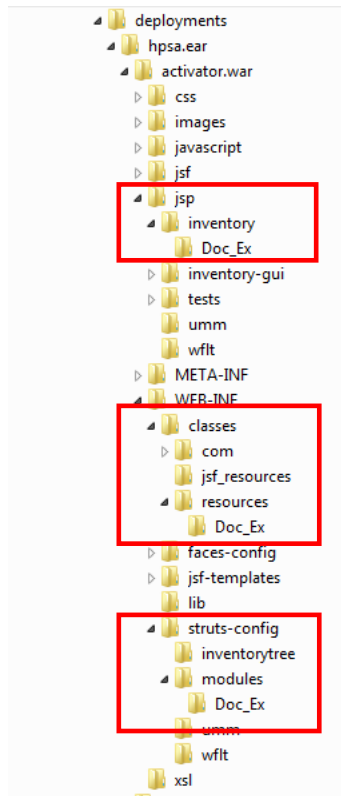 deployments
hpsa.ear
activator.war
css
images
javascript
jsf
jsp
inventory
Doc_Ex
inventory-gui
tests
umm
wflt
META-INF
WEB-INF
classes
com
jsf_resources
resources
Doc_Ex
faces-config
jsf-templates
lib
struts-config
inventorytree
modules
Doc_Ex
umm
wflt
xsl